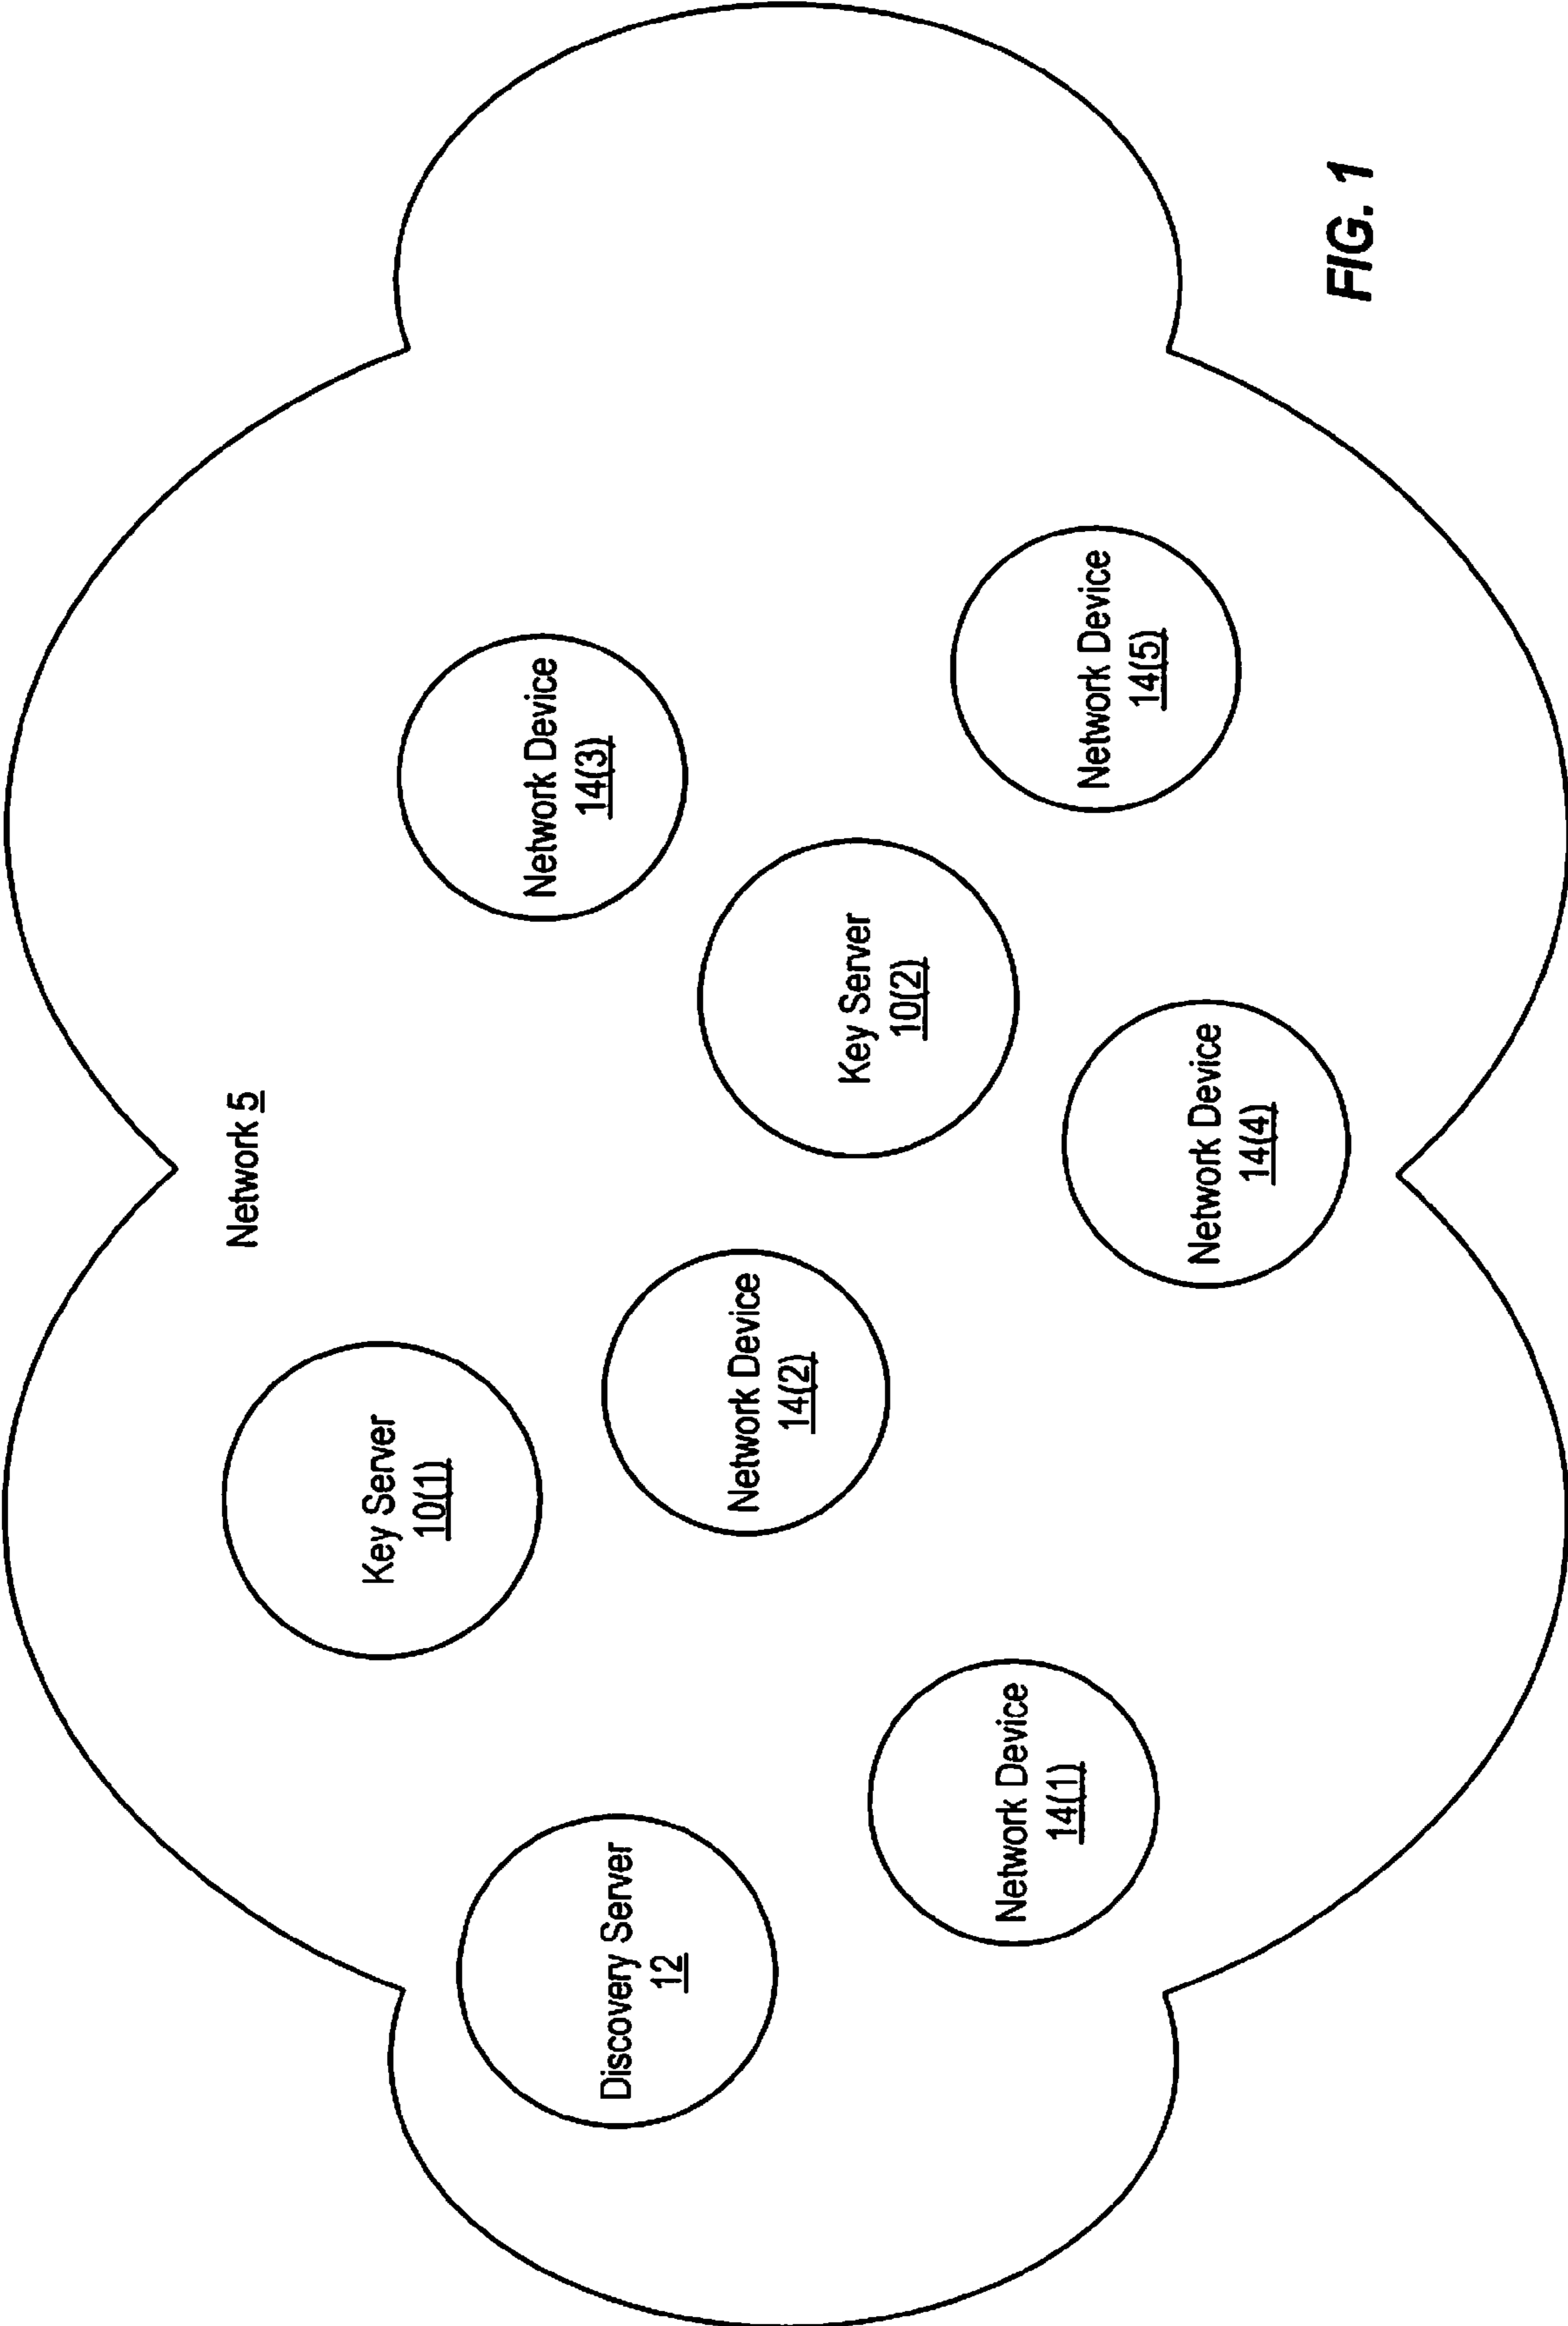 Network 5
Key Server
10(1)
Discovery Server
12
Network Device
14(3)
Network Device
14(2)
Key Server
10(2)
Network Device
14(1)
Network Device
14(5)
Network Device
14(4)
FIG. 1